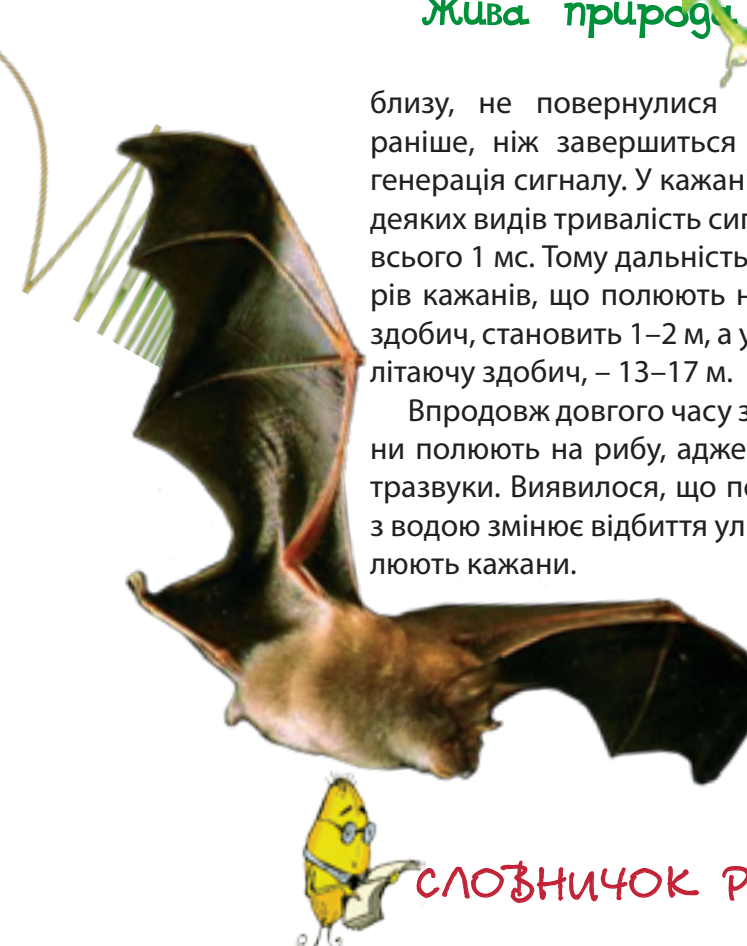 Жива природа
близу, не повернулися
раніше, ніж завершиться
генерація сигналу. У кажані
деяких видів тривалість сиг
всього 1 мс. Тому дальність
рів кажанів, що полюють н
здобич, становить 1–2 м, а у
літаючу здобич, – 13–17 м.
Впродовж довгого часу з
ни полюють на рибу, адже
тразвуки. Виявилося, що по
з водою змінює відбиття ул
люють кажани.
СЛОВНИЧОК Р